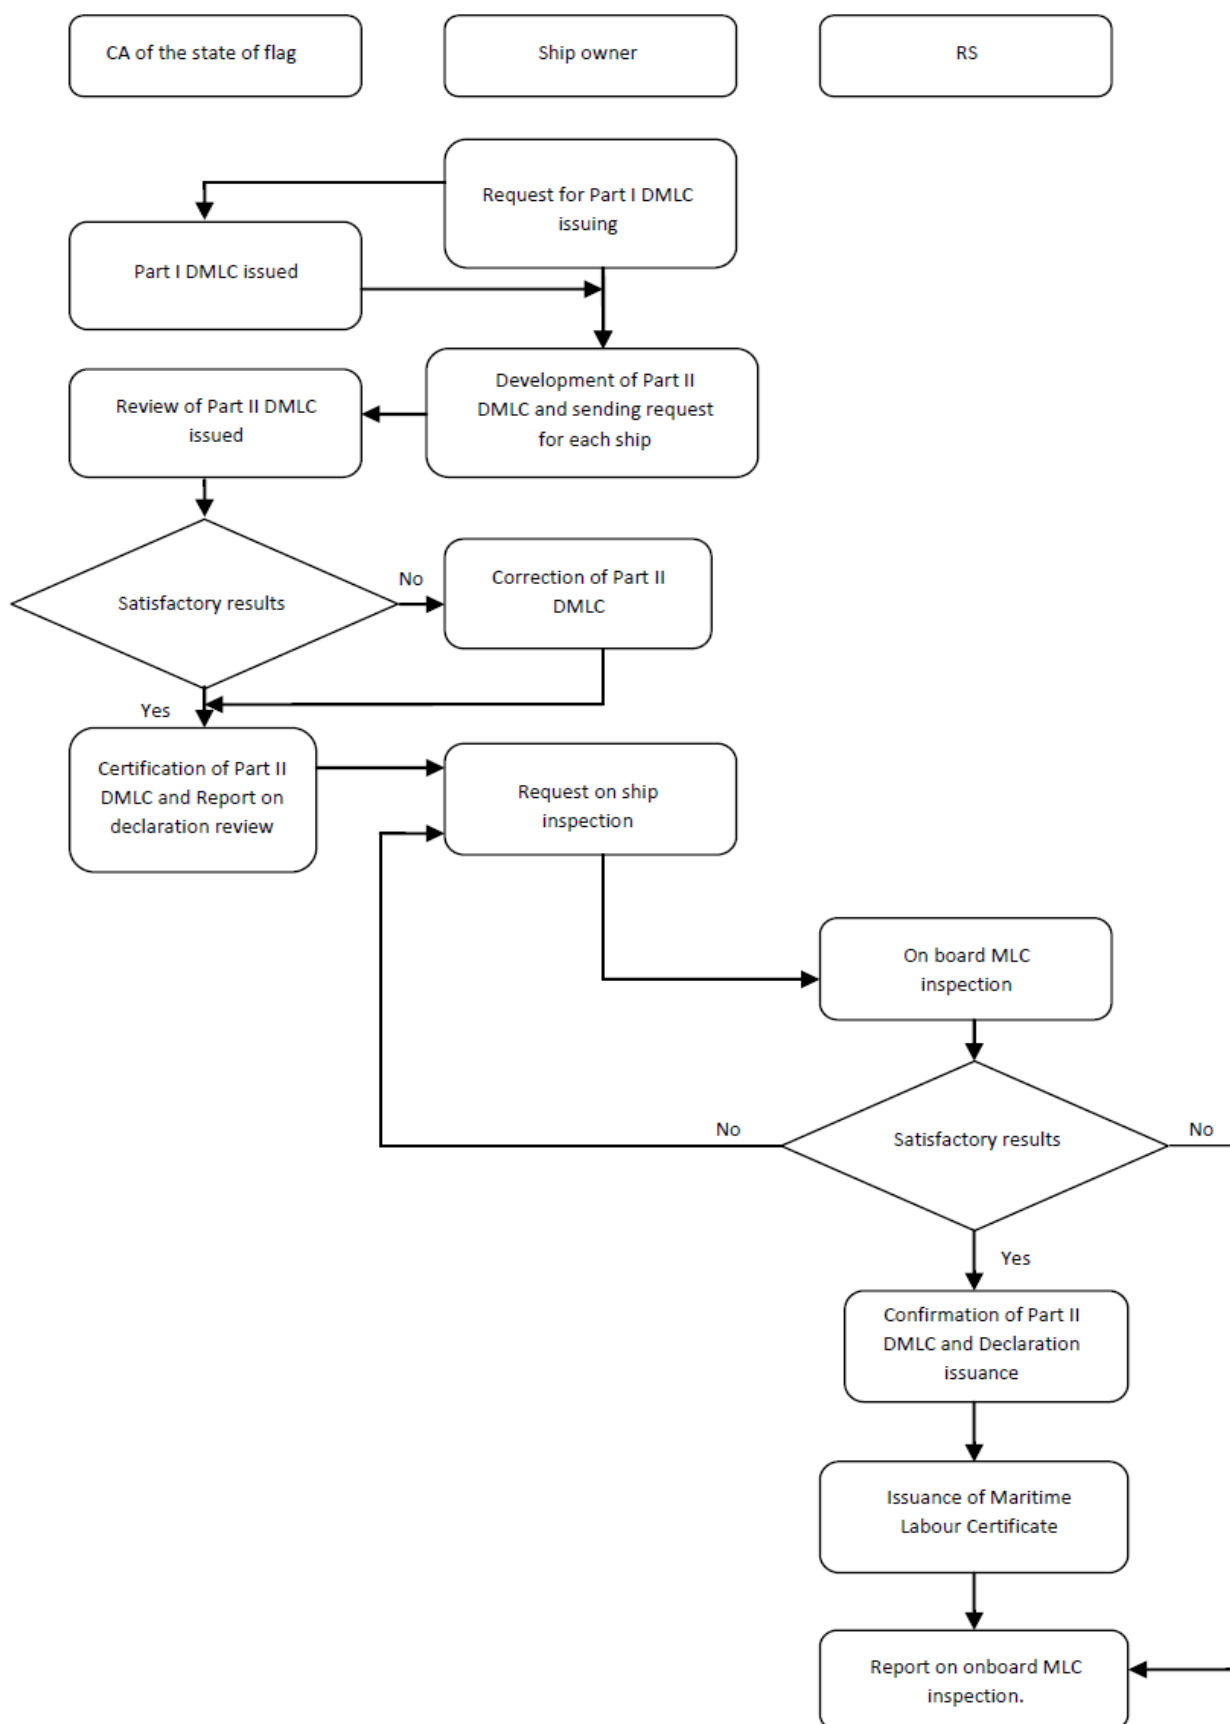 CA of the state of flag
Ship owner
RS
Request for Part I DMLC
issuing
Part I DMLC issued
Development of Part II
DMLC and sending request
for each ship
Review of Part II DMLC
issued
Satisfactory results
No
Correction of Part II
DMLC
Yes
Certification of Part II
DMLC and Report on
declaration review
Request on ship
inspection
On board MLC
inspection
No
Satisfactory results
No
Yes
Confirmation of Part II
DMLC and Declaration
issuance
Issuance of Maritime
Labour Certificate
Report on onboard MLC
inspection.